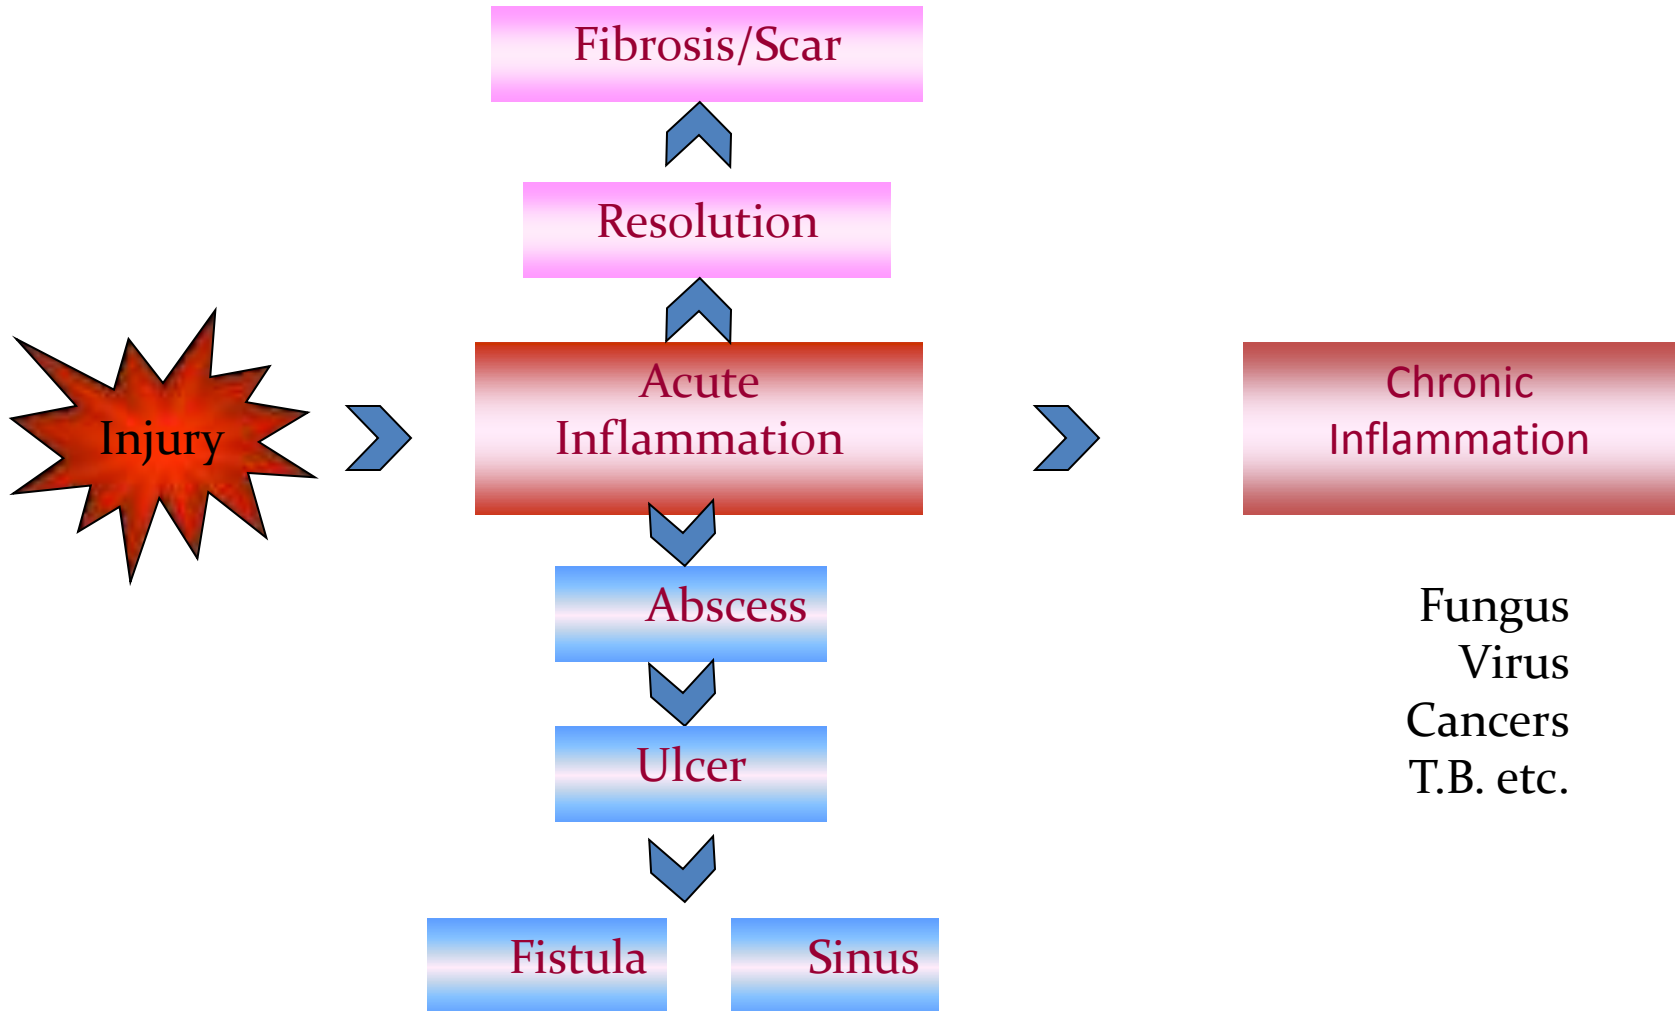 Fibrosis/Scar
Resolution
Injury
Acute
Inflammation
Chronic
Inflammation
Abscess
Ulcer
Fistula
Sinus
Fungus
Virus
Cancers
T.B. etc.